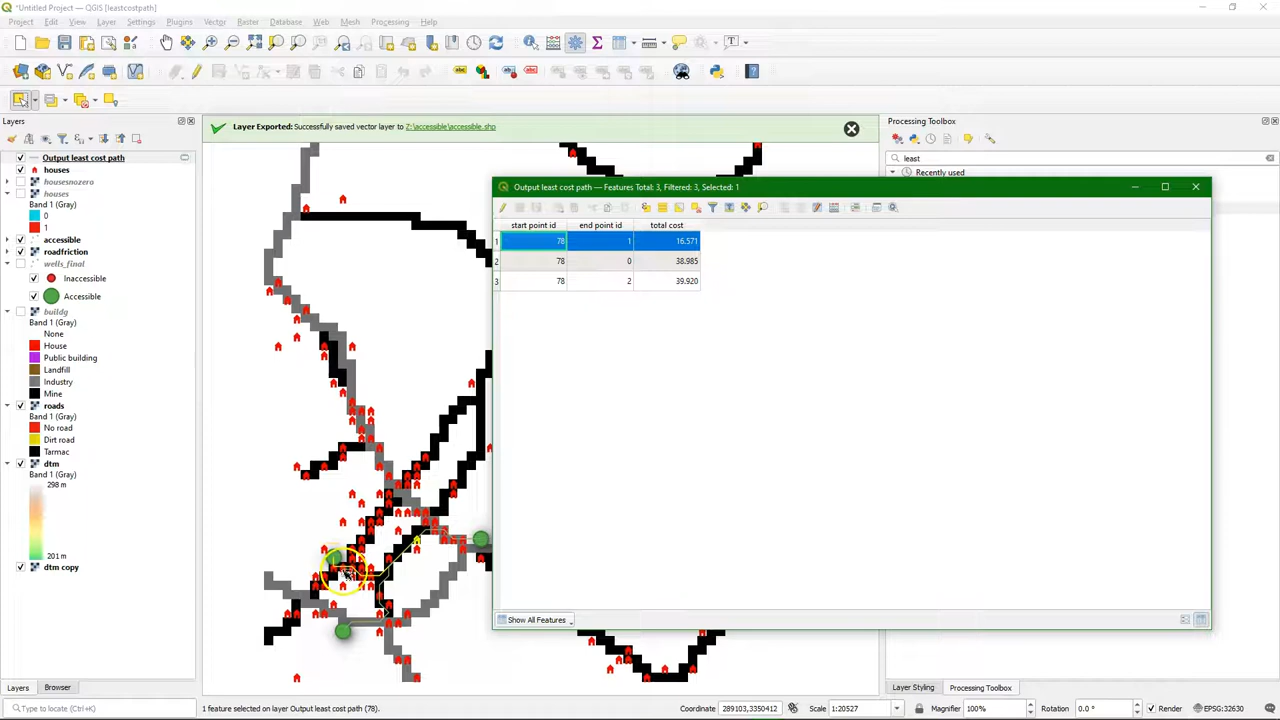 *Untitled Project — QGIS [leastcostpath]
Project Edit View Layer Settings Plugins Vector Raster Database Web Mesh Processing Help
Layers
Output least cost path
houses
housesnozero
houses
Band 1 (Gray)
0
1
accessible
roadfriction
wells_final
Inaccessible
Accessible
buildg
Band 1 (Gray)
None
House
Public building
Landfill
Industry
Mine
roads
Band 1 (Gray)
No road
Dirt road
Tarmac
dtm
Band 1 (Gray)
298 m
201 m
dtm copy
Layers Browser
Layer Exported: Successfully saved vector layer to Z:\accessible\accessible.shp
Output least cost path — Features Total: 3, Filtered: 3, Selected: 1
start point id end point id total cost
1 78 1 16.571
2 78 0 38.985
3 78 2 39.920
Show All Features
Processing Toolbox
least
Recently used
Layer Styling Processing Toolbox
Type to locate (Ctrl+K)
1 feature selected on layer Output least cost path (78).
Coordinate 289103,3350412
Scale 1:20527
Magnifier 100%
Rotation 0.0 °
Render
EPSG:32630